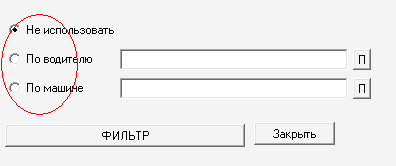 Не использовать
По водителю П
По машине П
ФИЛЬТР Закрыть